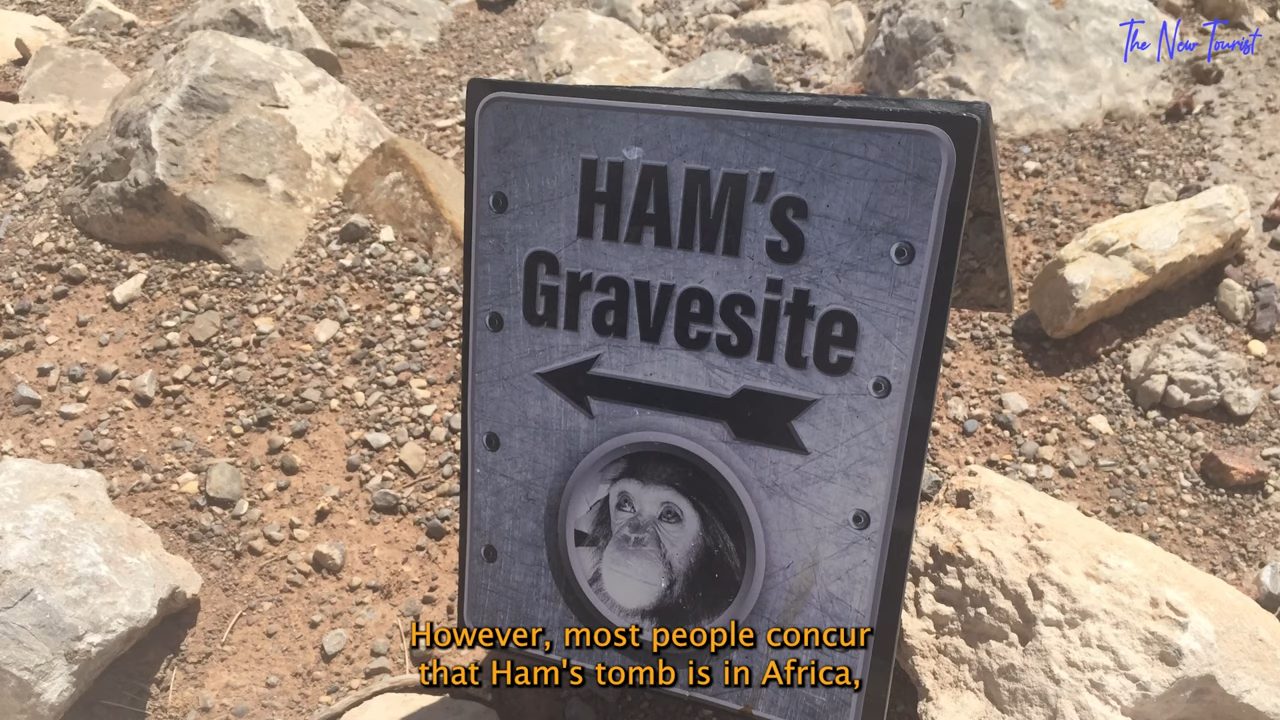 The New Tourist
HAM's
Gravesite
However, most people concur
that Ham's tomb is in Africa,